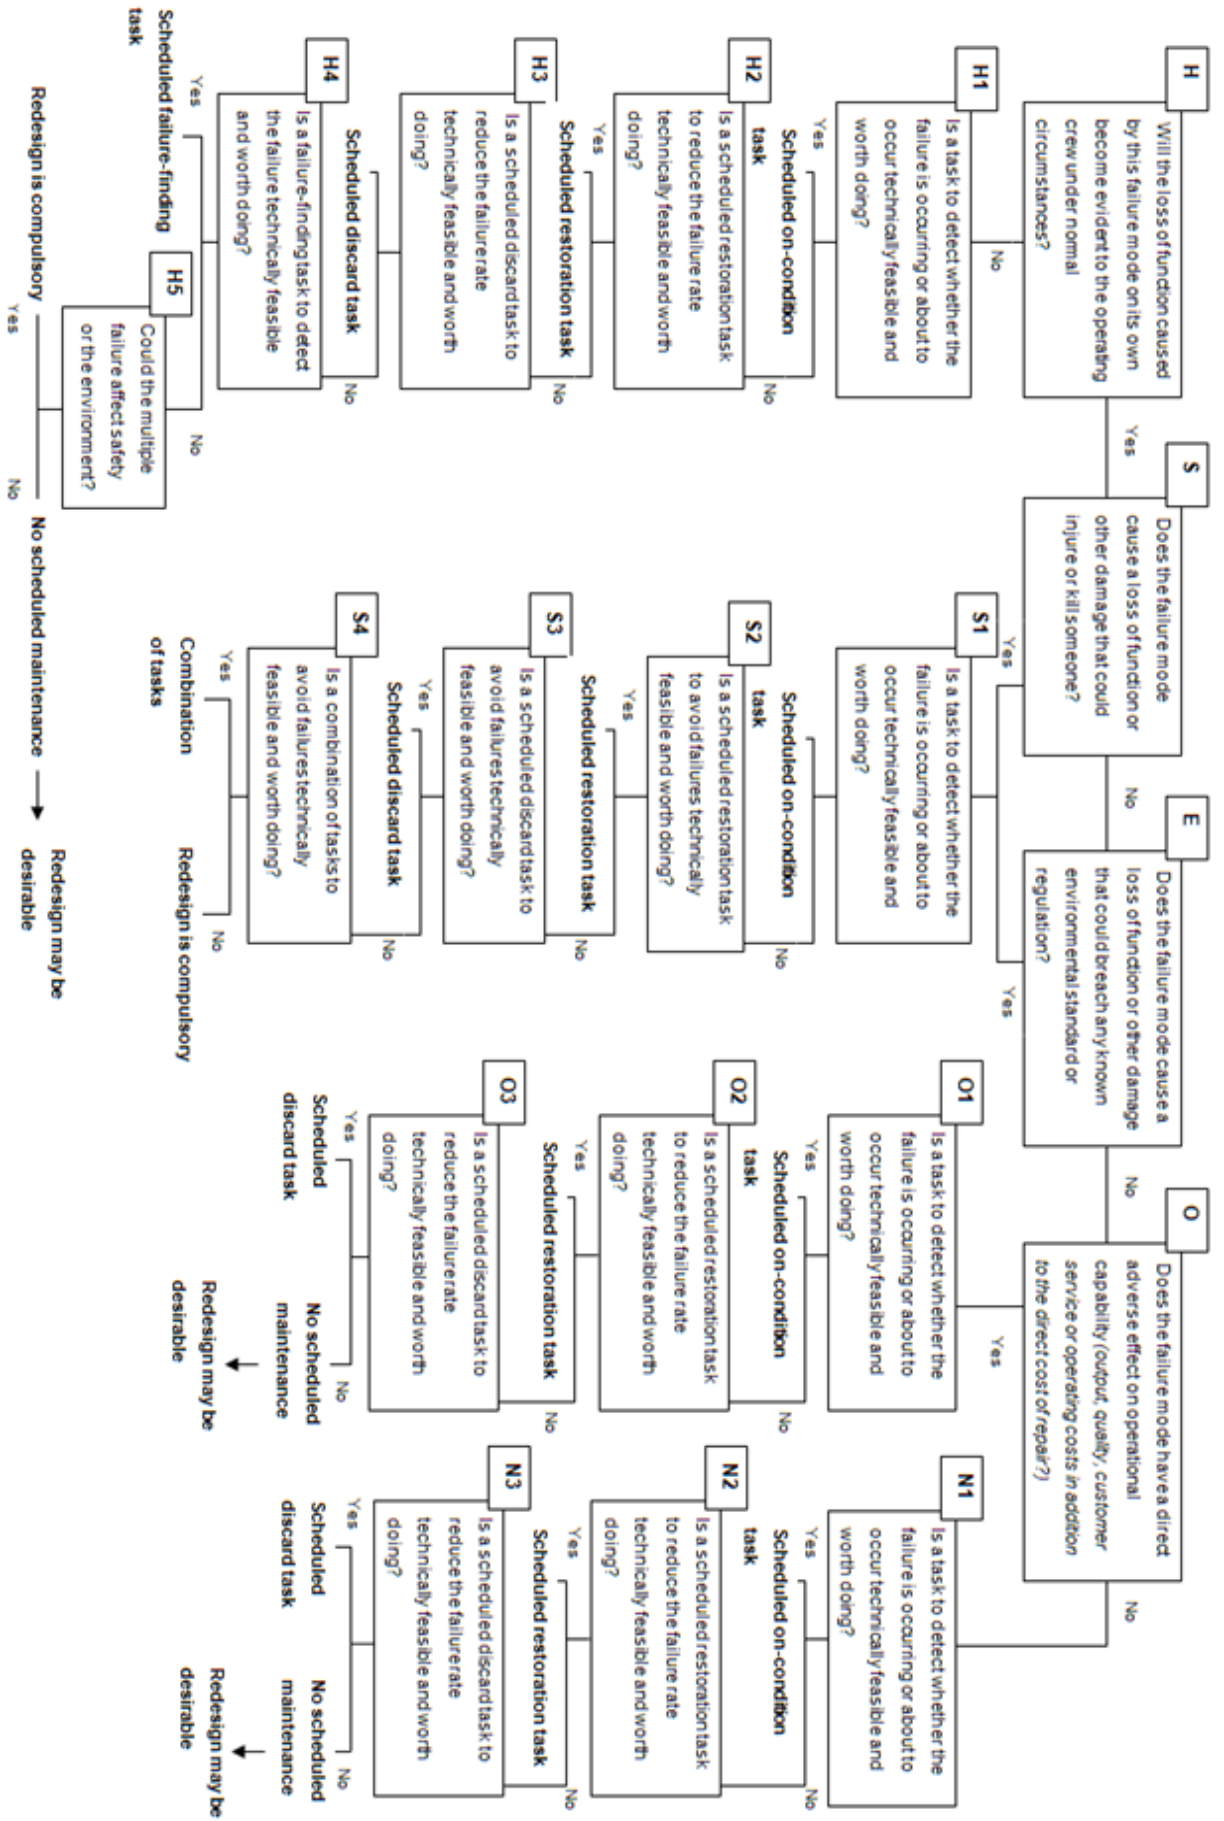 H
Will the loss of function caused
by this failure mode on its own
become evident to the operating
crew under normal
circumstances?
Yes
No
S
Does the failure mode
cause a loss of function or
other damage that could
injure or kill someone?
Yes
No
E
Does the failure mode cause a
loss of function or other damage
that could breach any known
environmental standard or
regulation?
Yes
No
O
Does the failure mode have a direct
adverse effect on operational
capability (output, quality, customer
service or operating costs in addition
to the direct cost of repair?)
Yes
No
H1
Is a task to detect whether the
failure is occurring or about to
occur technically feasible and
worth doing?
Yes
No
Scheduled on-condition
task
H2
Is a scheduled restoration task
to reduce the failure rate
technically feasible and worth
doing?
Yes
No
Scheduled restoration task
H3
Is a scheduled discard task to
reduce the failure rate
technically feasible and worth
doing?
No
Scheduled discard task
H4
Is a failure-finding task to detect
the failure technically feasible
and worth doing?
Yes
No
Scheduled failure-finding
task
H5
Could the multiple
failure affect safety
or the environment?
Redesign is compulsory
Yes
No
No scheduled maintenance
Redesign may be
desirable
S1
Is a task to detect whether the
failure is occurring or about to
occur technically feasible and
worth doing?
No
Scheduled on-condition
task
S2
Is a scheduled restoration task
to avoid failures technically
feasible and worth doing?
Yes
No
Scheduled restoration task
S3
Is a scheduled discard task to
avoid failures technically
feasible and worth doing?
Yes
No
Scheduled discard task
S4
Is a combination of tasks to
avoid failures technically
feasible and worth doing?
Yes
No
Combination
of tasks
Redesign is compulsory
O1
Is a task to detect whether the
failure is occurring or about to
occur technically feasible and
worth doing?
Yes
No
Scheduled on-condition
task
O2
Is a scheduled restoration task
to reduce the failure rate
technically feasible and worth
doing?
Yes
No
Scheduled restoration task
O3
Is a scheduled discard task to
reduce the failure rate
technically feasible and worth
doing?
Yes
No
Scheduled
discard task
No scheduled
maintenance
Redesign may be
desirable
N1
Is a task to detect whether the
failure is occurring or about to
occur technically feasible and
worth doing?
Yes
No
Scheduled on-condition
task
N2
Is a scheduled restoration task
to reduce the failure rate
technically feasible and worth
doing?
Yes
No
Scheduled restoration task
N3
Is a scheduled discard task to
reduce the failure rate
technically feasible and worth
doing?
Yes
No
Scheduled
discard task
No scheduled
maintenance
Redesign may be
desirable